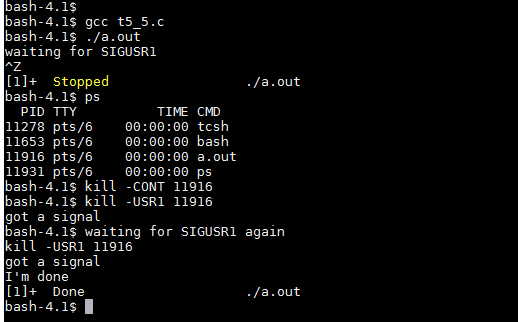 bash-4.1$
bash-4.1$ gcc t5_5.c
bash-4.1$ ./a.out
waiting for SIGUSR1
^Z
[1]+  Stopped                 ./a.out
bash-4.1$ ps
  PID TTY          TIME CMD
11278 pts/6    00:00:00 tcsh
11653 pts/6    00:00:00 bash
11916 pts/6    00:00:00 a.out
11931 pts/6    00:00:00 ps
bash-4.1$ kill -CONT 11916
bash-4.1$ kill -USR1 11916
got a signal
bash-4.1$ waiting for SIGUSR1 again
kill -USR1 11916
got a signal
I'm done
[1]+  Done                    ./a.out
bash-4.1$